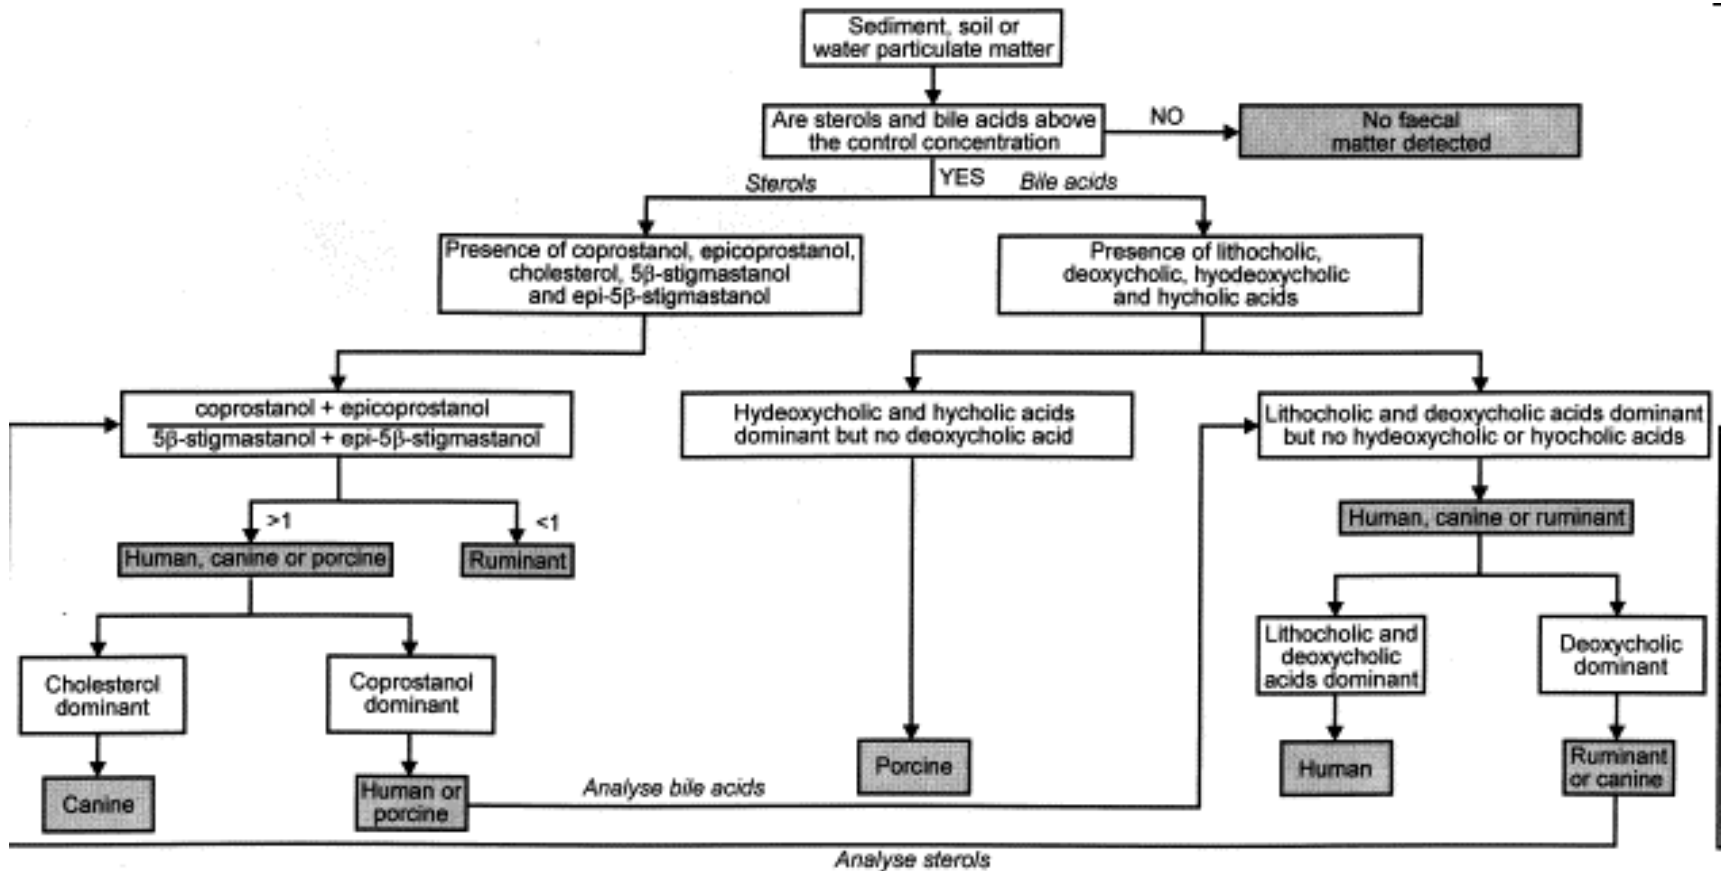 Sediment, soil or
water particulate matter
Are sterols and bile acids above
the control concentration
NO
No faecal
matter detected
Sterols
YES
Bile acids
Presence of coprostanol, epicoprostanol,
cholesterol, 5β-stigmastanol
and epi-5β-stigmastanol
Presence of lithocholic,
deoxycholic, hyodeoxycholic
and hycholic acids
coprostanol + epicoprostanol
5β-stigmastanol + epi-5β-stigmastanol
Hydeoxycholic and hycholic acids
dominant but no deoxycholic acid
Lithocholic and deoxycholic acids dominant
but no hydeoxycholic or hyocholic acids
>1
<1
Human, canine or porcine
Ruminant
Human, canine or ruminant
Cholesterol
dominant
Coprostanol
dominant
Lithocholic and
deoxycholic
acids dominant
Deoxycholic
dominant
Canine
Human or
porcine
Analyse bile acids
Porcine
Human
Ruminant
or canine
Analyse sterols